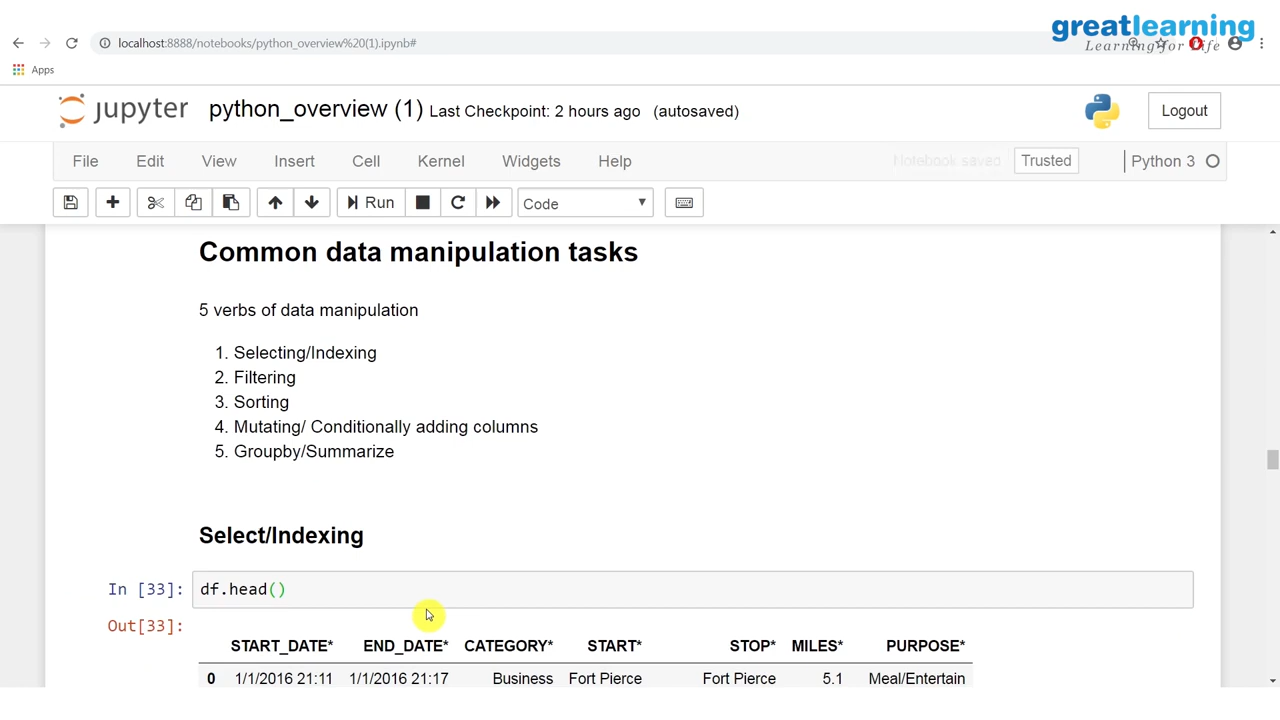 greatlearning
Learning for Life
localhost:8888/notebooks/python_overview%20(1).ipynb#
Apps
jupyter python_overview (1) Last Checkpoint: 2 hours ago (autosaved)
Logout
File Edit View Insert Cell Kernel Widgets Help Notebook saved Trusted Python 3
Run Code
Common data manipulation tasks
5 verbs of data manipulation
1. Selecting/Indexing
2. Filtering
3. Sorting
4. Mutating/ Conditionally adding columns
5. Groupby/Summarize
Select/Indexing
In [33]: df.head()
Out[33]:
START_DATE* END_DATE* CATEGORY* START* STOP* MILES* PURPOSE*
0 1/1/2016 21:11 1/1/2016 21:17 Business Fort Pierce Fort Pierce 5.1 Meal/Entertain